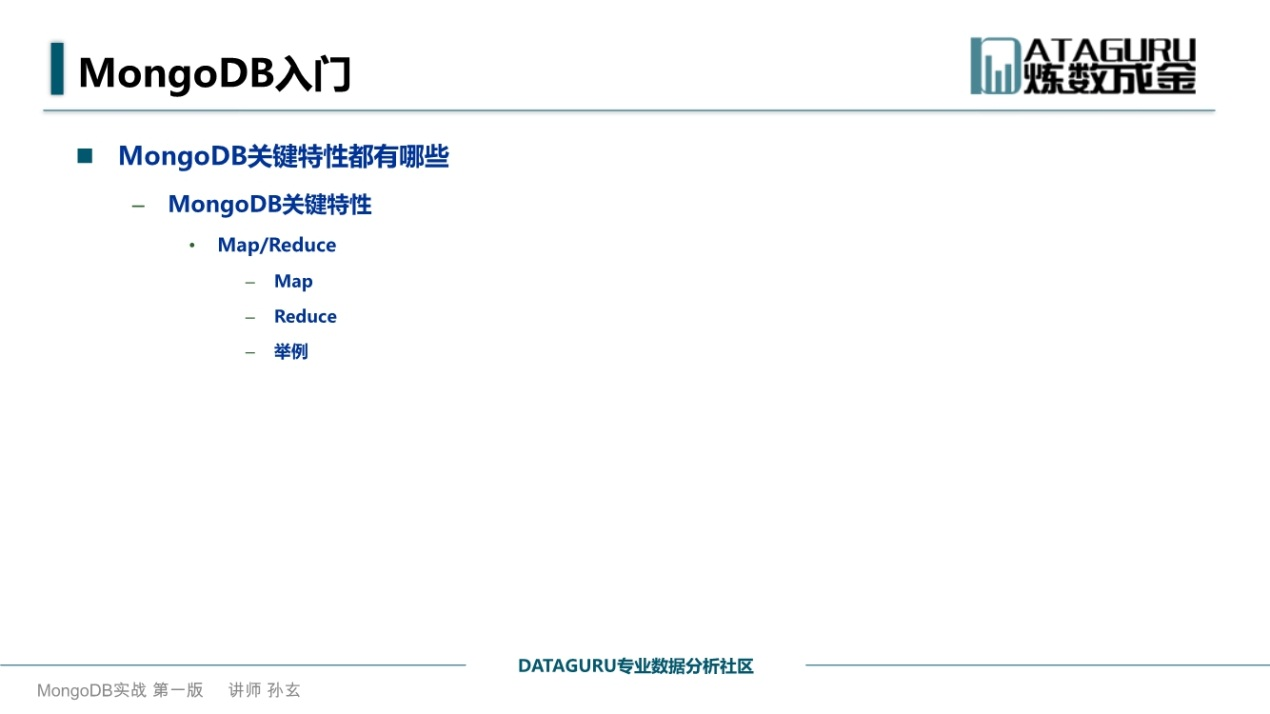 MongoDB入门
DATAGURU
炼数成金
■ MongoDB关键特性都有哪些
– MongoDB关键特性
• Map/Reduce
– Map
– Reduce
– 举例
DATAGURU专业数据分析社区
MongoDB实战 第一版 讲师 孙玄